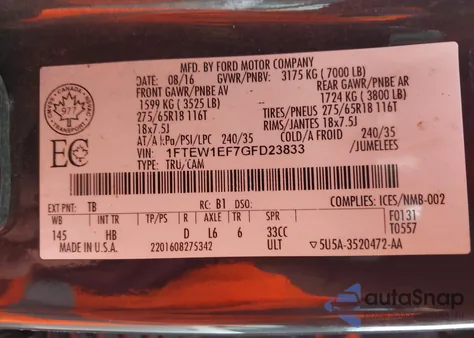 MFD. BY FORD MOTOR COMPANY
DATE: 08/16 GVWR/PNBV: 3175 KG (7000 LB)
FRONT GAWR/PNBE AV REAR GAWR/PNBE AR
1599 KG (3525 LB) 1724 KG (3800 LB)
275/65R18 116T TIRES/PNEUS 275/65R18 116T
18x7.5J RIMS/JANTES 18x7.5J
AT/A kPa/PSI/LPC 240/35 COLD/A FROID 240/35
VIN: 1FTEW1EF7GFD23833 /JUMELEES
TYPE: TRU/CAM
CANADA
977
TRANSPORT
EC
EXT PNT: TB RC: B1 DSO: COMPLIES: ICES/NMB-002
WB INT TR TP/PS R AXLE TR SPR F0131
145 HB D L6 6 33CC T0557
MADE IN U.S.A. 2201608275342 ULT 5U5A-3520472-AA
autoSnap